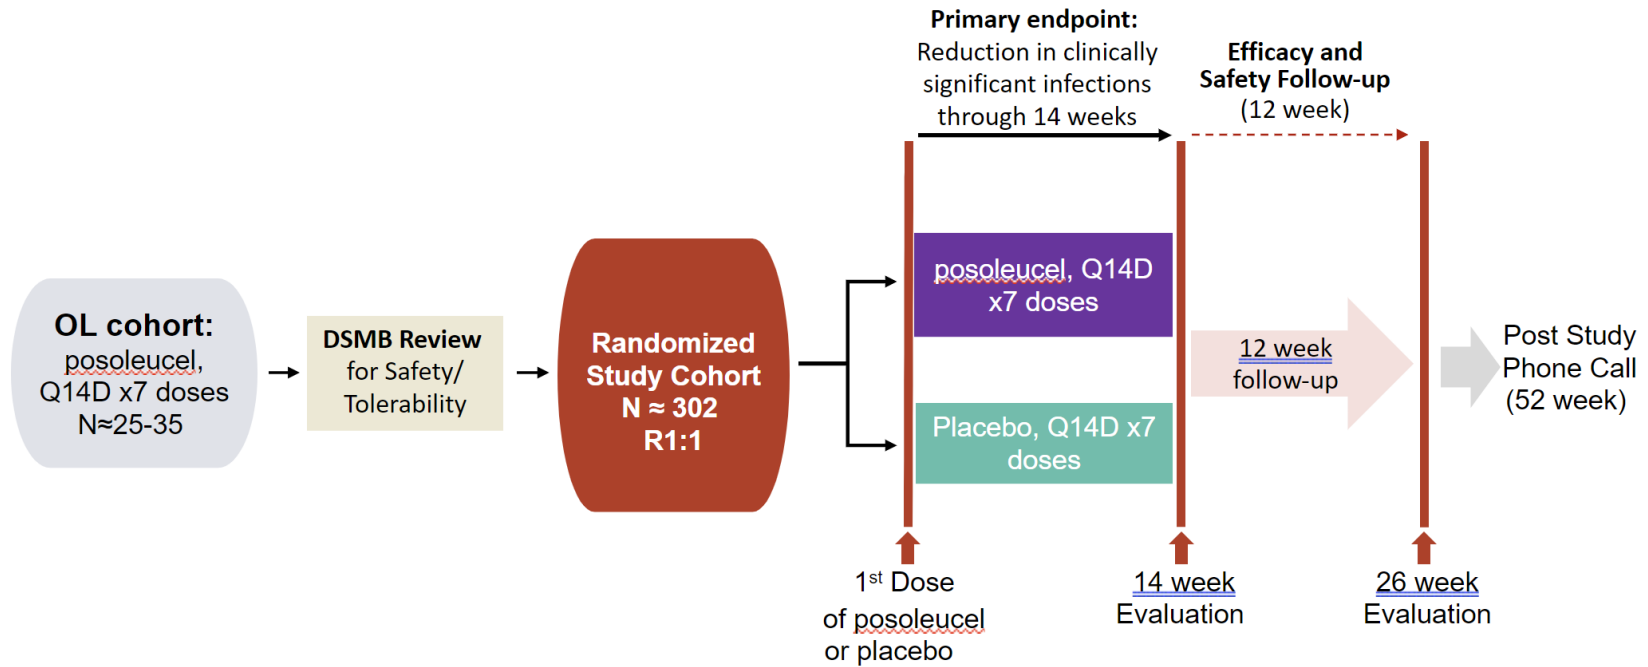 OL cohort:
posoleucel,
Q14D x7 doses
N≈25-35
DSMB Review
for Safety/
Tolerability
Randomized
Study Cohort
N ≈ 302
R1:1
Primary endpoint:
Reduction in clinically
significant infections
through 14 weeks
Efficacy and
Safety Follow-up
(12 week)
posoleucel, Q14D
x7 doses
Placebo, Q14D x7
doses
12 week
follow-up
Post Study
Phone Call
(52 week)
1st Dose
of posoleucel
or placebo
14 week
Evaluation
26 week
Evaluation